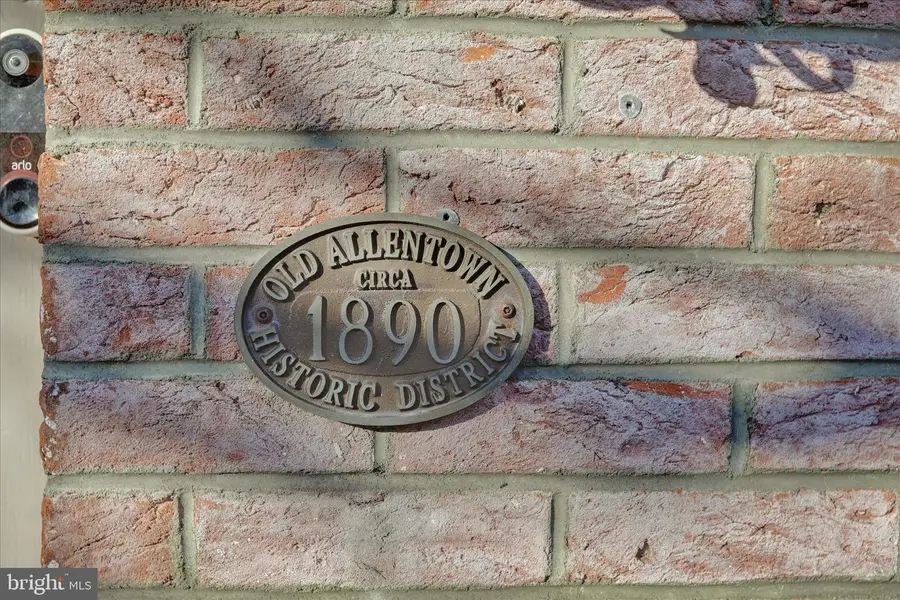 arlo
OLD ALLENTOWN
CIRCA
1890
HISTORIC DISTRICT
bright MLS